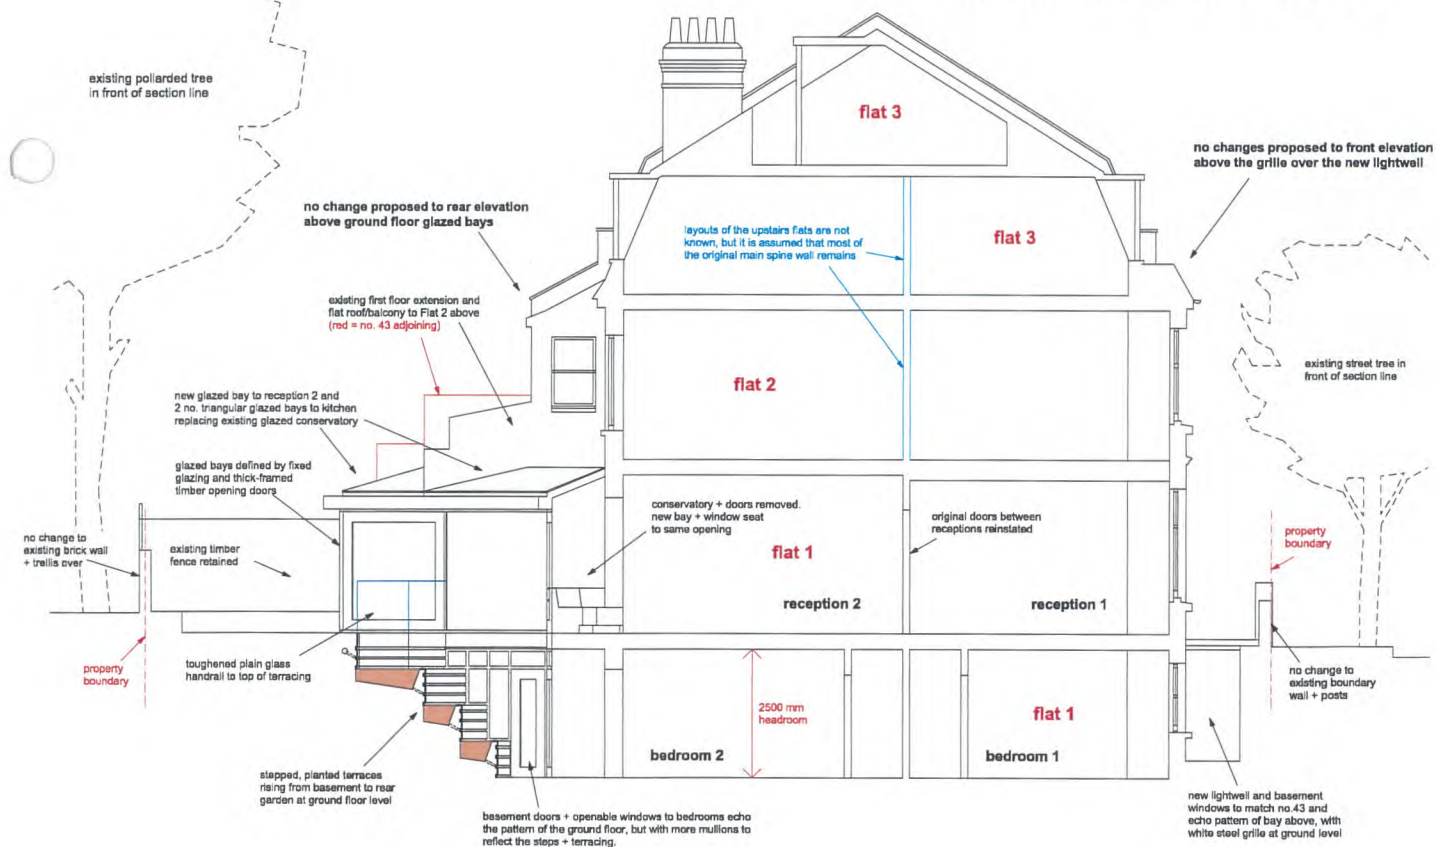 existing pollarded tree
in front of section line
flat 3
no changes proposed to front elevation
above the grille over the new lightwell
no change proposed to rear elevation
above ground floor glazed bays
layouts of the upstairs flats are not
known, but it is assumed that most of
the original main spine wall remains
flat 3
existing first floor extension and
flat roof/balcony to Flat 2 above
(red = no. 43 adjoining)
existing street tree in
front of section line
flat 2
new glazed bay to reception 2 and
2 no. triangular glazed bays to kitchen
replacing existing glazed conservatory
glazed bays defined by fixed
glazing and thick-framed
timber opening doors
conservatory + doors removed.
new bay + window seat
to same opening
original doors between
receptions reinstated
no change to
existing brick wall
+ trellis over
existing timber
fence retained
flat 1
property
boundary
reception 2
reception 1
property
boundary
toughened plain glass
handrail to top of terracing
no change to
existing boundary
wall + posts
2500 mm
headroom
flat 1
bedroom 2
bedroom 1
stepped, planted terraces
rising from basement to rear
garden at ground floor level
basement doors + openable windows to bedrooms echo
the pattern of the ground floor, but with more mullions to
reflect the steps + terracing.
new lightwell and basement
windows to match no.43 and
echo pattern of bay above, with
white steel grille at ground level